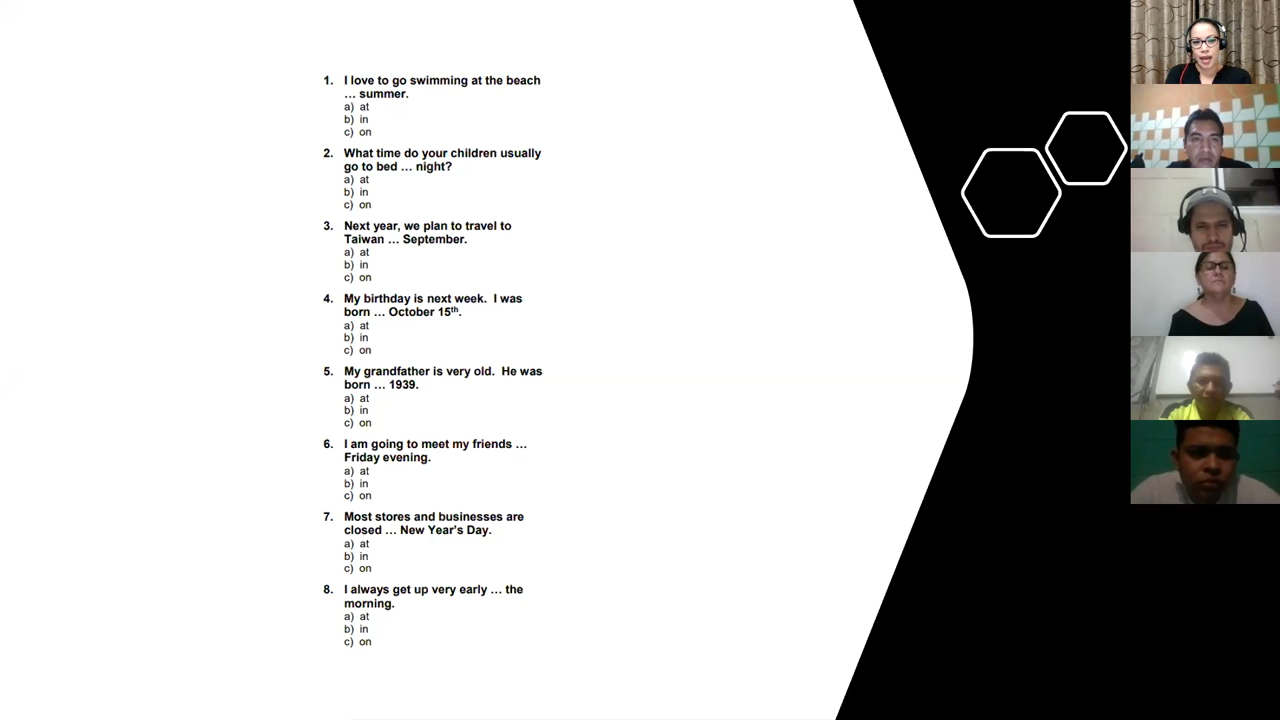 1. I love to go swimming at the beach
… summer.
a) at
b) in
c) on
2. What time do your children usually
go to bed … night?
a) at
b) in
c) on
3. Next year, we plan to travel to
Taiwan … September.
a) at
b) in
c) on
4. My birthday is next week. I was
born … October 15th.
a) at
b) in
c) on
5. My grandfather is very old. He was
born … 1939.
a) at
b) in
c) on
6. I am going to meet my friends …
Friday evening.
a) at
b) in
c) on
7. Most stores and businesses are
closed … New Year's Day.
a) at
b) in
c) on
8. I always get up very early … the
morning.
a) at
b) in
c) on